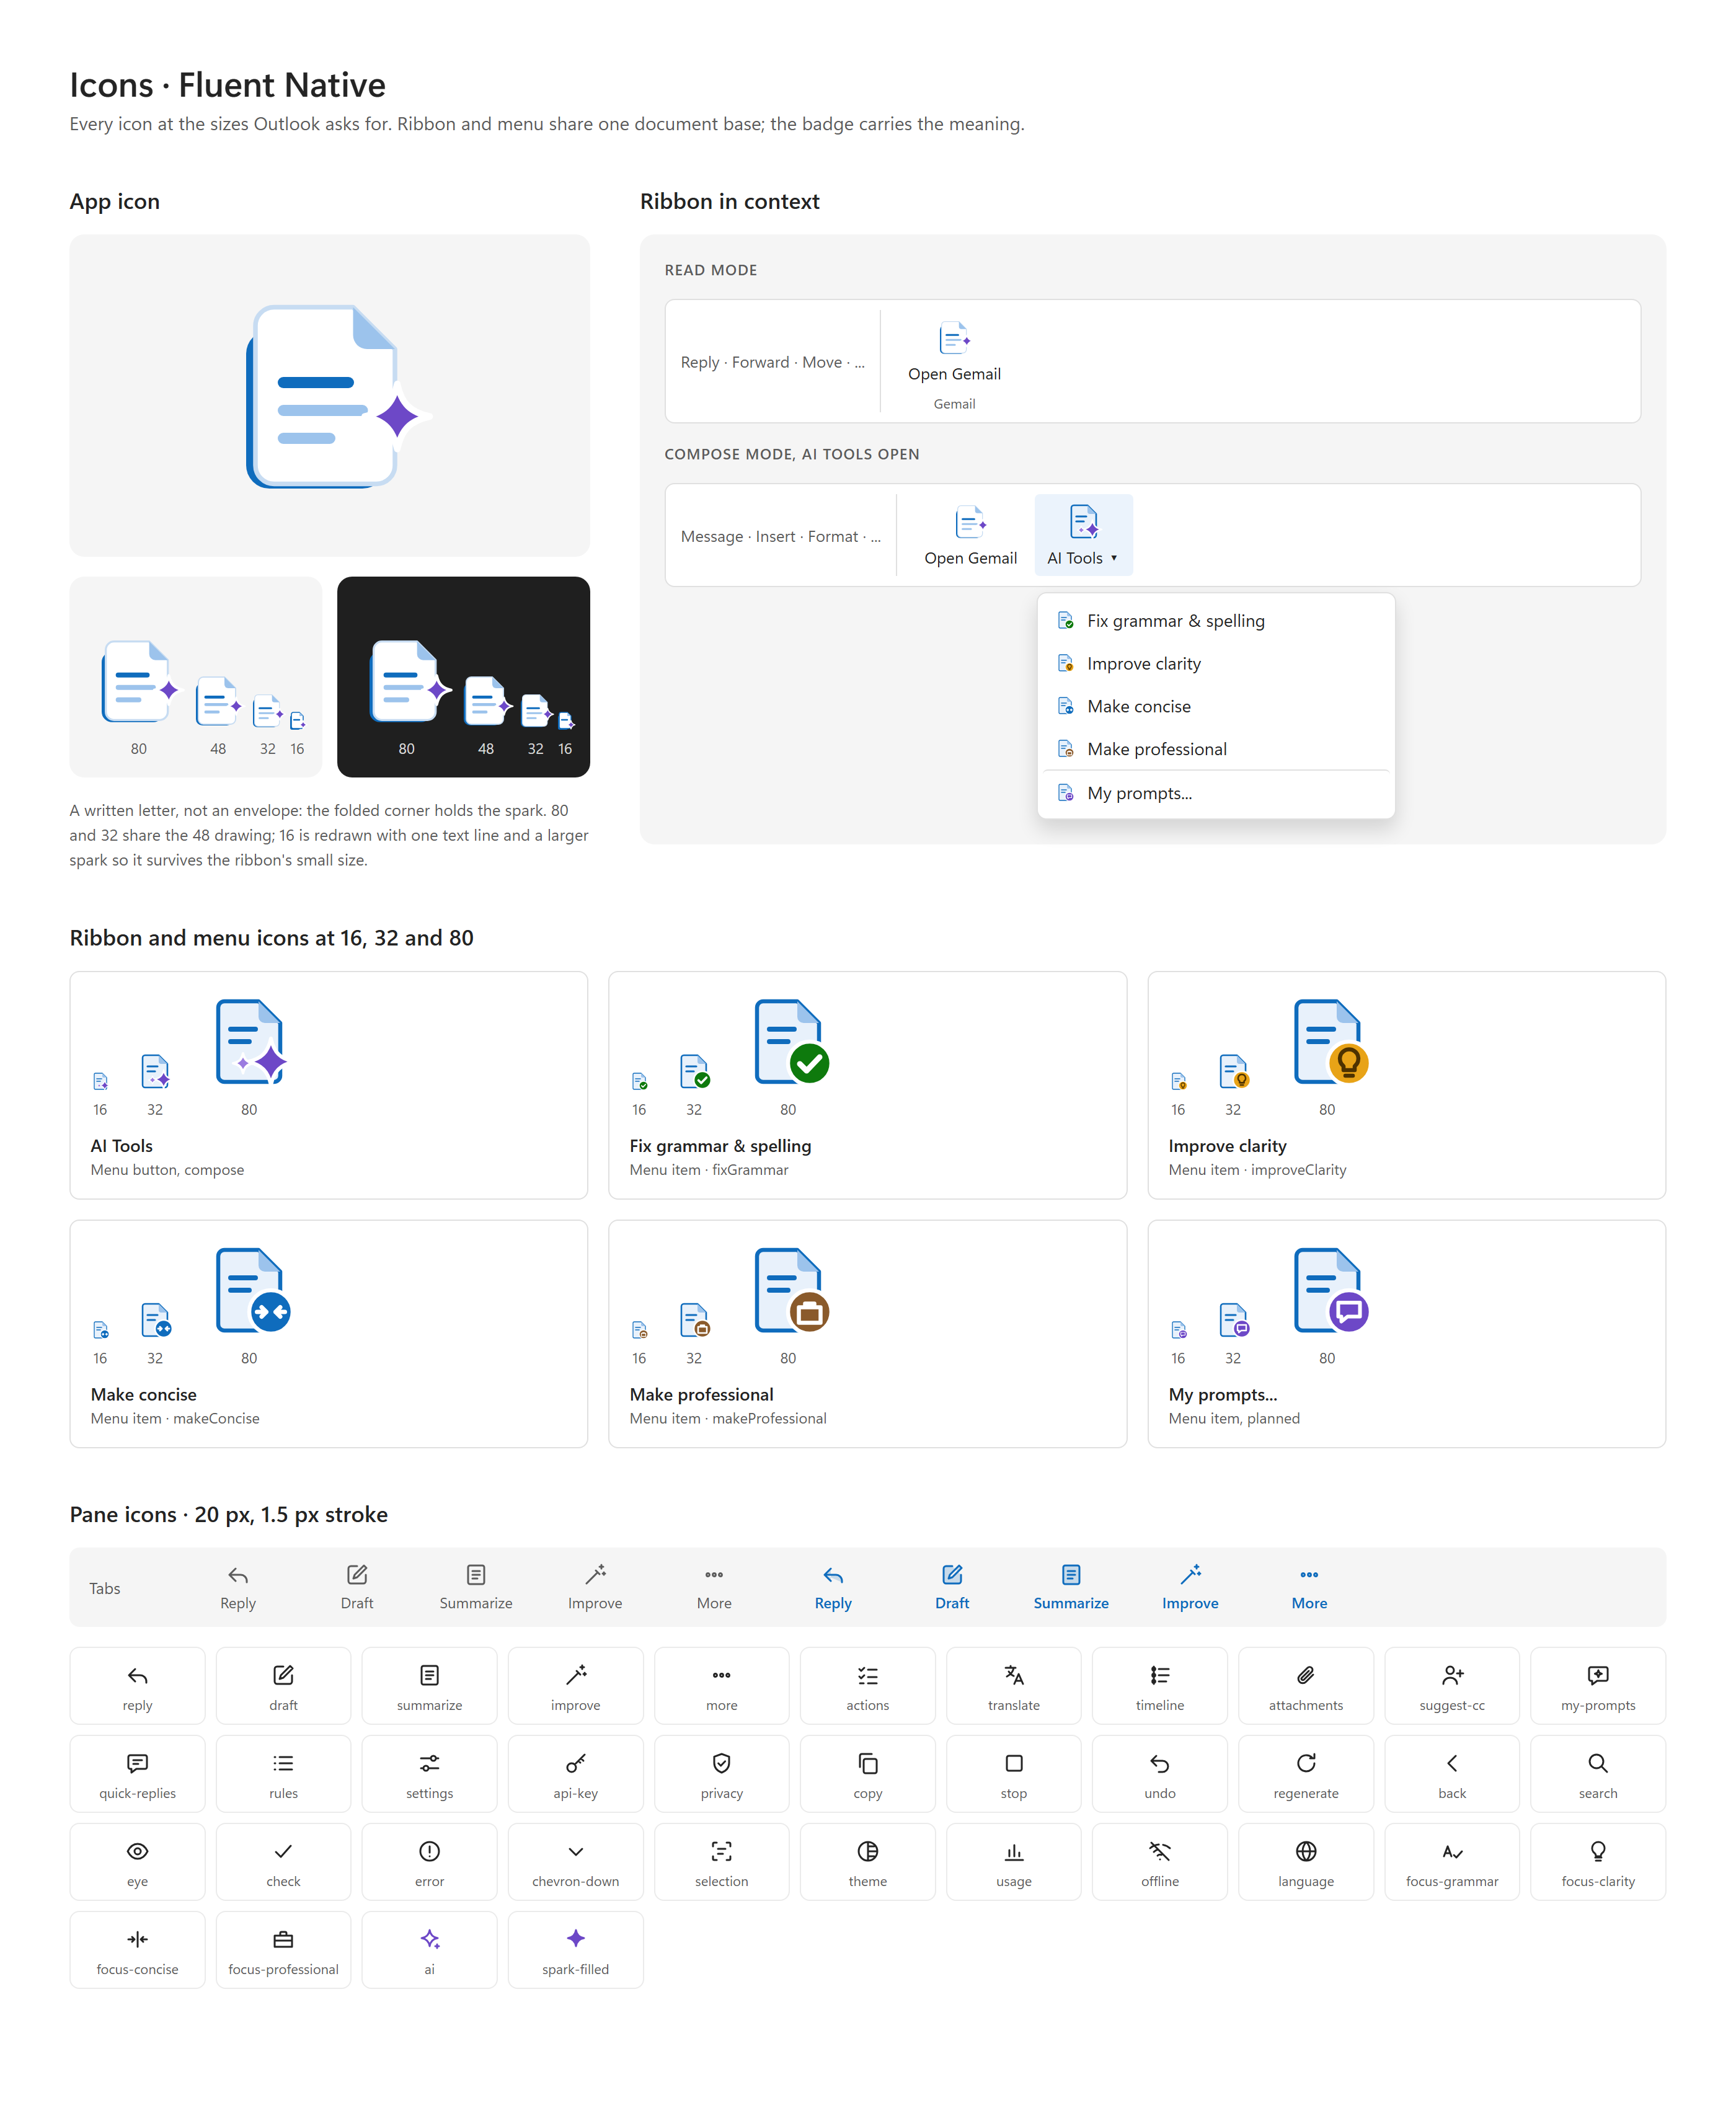 Icons · Fluent Native
Every icon at the sizes Outlook asks for. Ribbon and menu share one document base; the badge carries the meaning.
App icon
80
48
32
16
80
48
32
16
A written letter, not an envelope: the folded corner holds the spark. 80
and 32 share the 48 drawing; 16 is redrawn with one text line and a larger
spark so it survives the ribbon's small size.
Ribbon in context
READ MODE
Reply · Forward · Move · ...
Open Gemail
Gemail
COMPOSE MODE, AI TOOLS OPEN
Message · Insert · Format · ...
Open Gemail
AI Tools ▾
Fix grammar & spelling
Improve clarity
Make concise
Make professional
My prompts...
Ribbon and menu icons at 16, 32 and 80
16
32
80
AI Tools
Menu button, compose
16
32
80
Fix grammar & spelling
Menu item · fixGrammar
16
32
80
Improve clarity
Menu item · improveClarity
16
32
80
Make concise
Menu item · makeConcise
16
32
80
Make professional
Menu item · makeProfessional
16
32
80
My prompts...
Menu item, planned
Pane icons · 20 px, 1.5 px stroke
Tabs
Reply
Draft
Summarize
Improve
More
Reply
Draft
Summarize
Improve
More
reply
draft
summarize
improve
more
actions
translate
timeline
attachments
suggest-cc
my-prompts
quick-replies
rules
settings
api-key
privacy
copy
stop
undo
regenerate
back
search
eye
check
error
chevron-down
selection
theme
usage
offline
language
focus-grammar
focus-clarity
focus-concise
focus-professional
ai
spark-filled